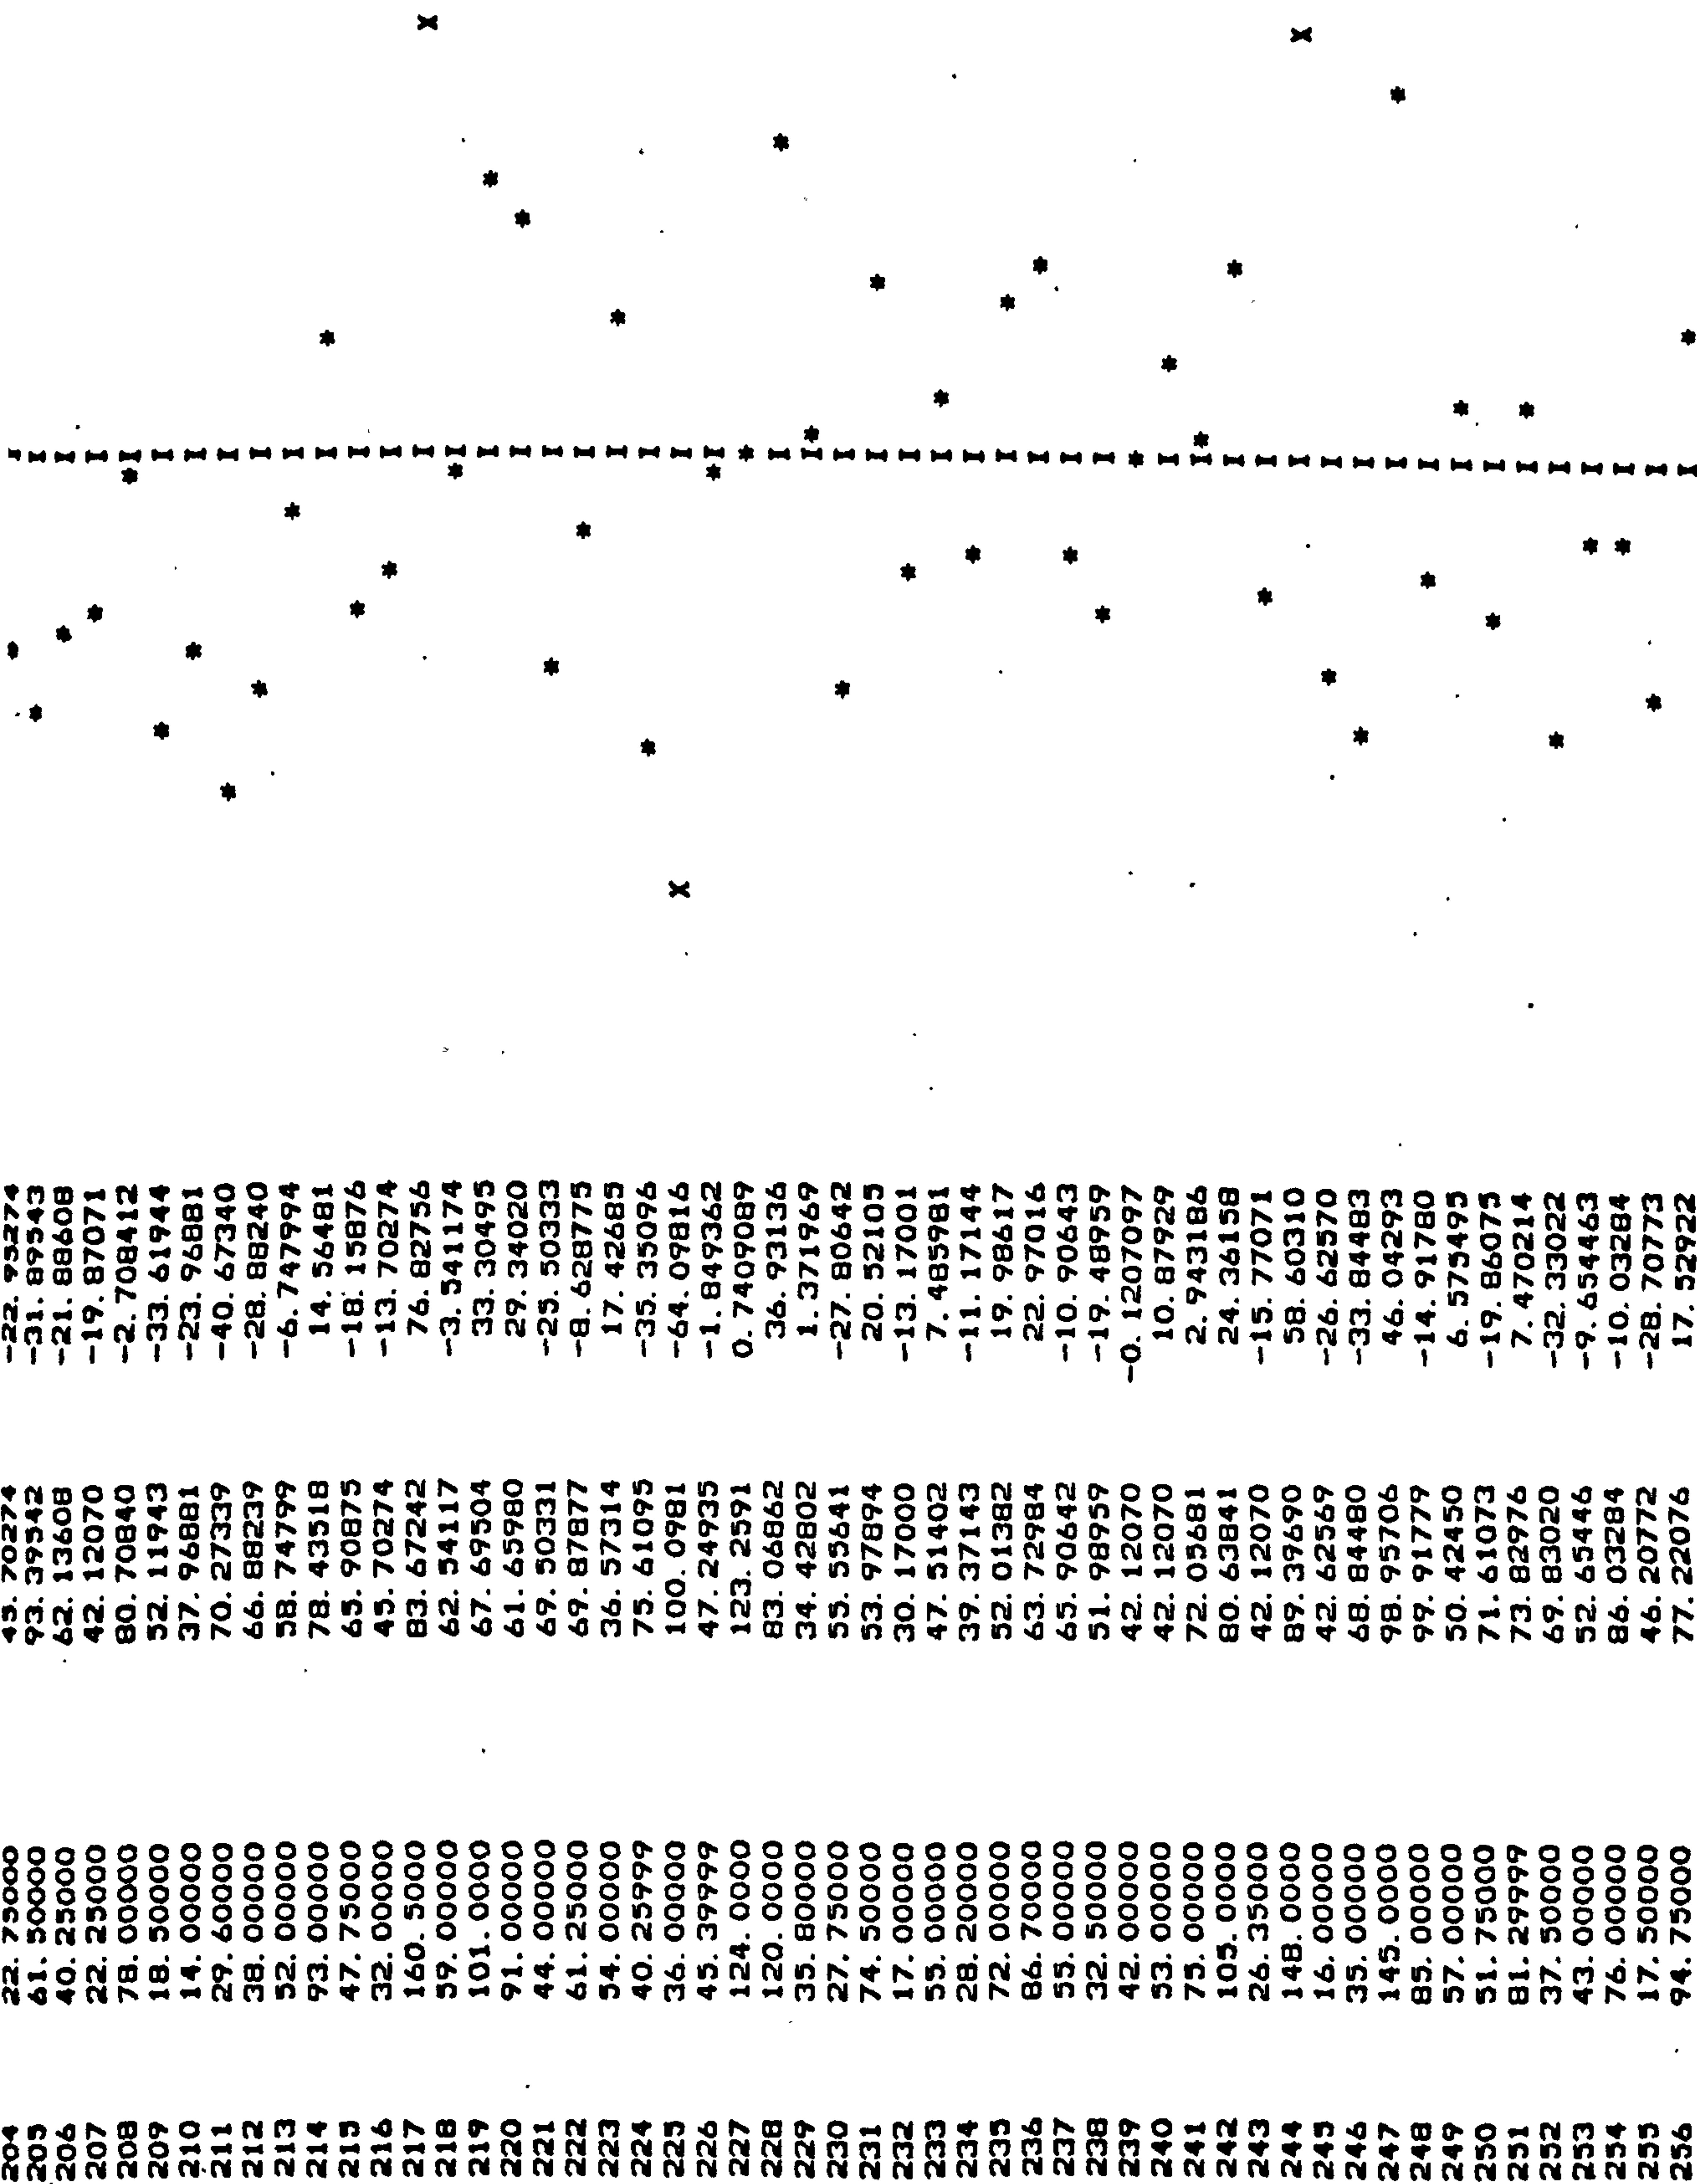 204 22.75000 45.70274 -22.95274 * I
205 61.50000 93.39542 -31.89543 * I
206 40.25000 62.13608 -21.88608 * I
207 22.25000 42.12070 -19.87071 * I
208 78.00000 80.70840 -2.708412 * I
209 18.50000 52.11943 -33.61944 * I
210 14.00000 37.96881 -23.96881 * I
211 29.60000 70.27339 -40.67340 * I
212 38.00000 66.88239 -28.88240 * I
213 52.00000 58.74799 -6.747994 * I
214 93.00000 78.43518 14.56481 I *
215 47.75000 65.90875 -18.15876 * I
216 32.00000 45.70274 -13.70274 * I
217 160.5000 83.67242 76.82756 I X
218 59.00000 62.54117 -3.541174 * I
219 101.0000 67.69504 33.30495 I *
220 91.00000 61.65980 29.34020 I *
221 44.00000 69.50331 -25.50333 * I
222 61.25000 69.87877 -8.628775 * I
223 54.00000 36.57314 17.42685 I *
224 40.25999 75.61095 -35.35096 * I
225 36.00000 100.0981 -64.09816 X I
226 45.39999 47.24935 -1.849362 * I
227 124.0000 123.2591 0.7409089 *
228 120.0000 83.06862 36.93136 I *
229 35.80000 34.42802 1.371969 I *
230 27.75000 55.55641 -27.80642 * I
231 74.50000 53.97894 20.52105 I *
232 17.00000 30.17000 -13.17001 * I
233 55.00000 47.51402 7.485981 I *
234 28.20000 39.37143 -11.17144 * I
235 72.00000 52.01382 19.98617 I *
236 86.70000 63.72984 22.97016 I *
237 55.00000 65.90642 -10.90643 * I
238 32.50000 51.98959 -19.48959 * I
239 42.00000 42.12070 -0.1207097 *
240 53.00000 42.12070 10.87929 I *
241 75.00000 72.05681 2.943186 I *
242 105.0000 80.63841 24.36158 I *
243 26.35000 42.12070 -15.77071 * I
244 148.0000 89.39690 58.60310 I X
245 16.00000 42.62569 -26.62570 * I
246 35.00000 68.84480 -33.84483 * I
247 145.0000 98.95706 46.04293 I *
248 85.00000 99.91779 -14.91780 * I
249 57.00000 50.42450 6.575495 I *
250 51.75000 71.61073 -19.86075 * I
251 81.29999 73.82976 7.470214 I *
252 37.50000 69.83020 -32.33022 * I
253 43.00000 52.65446 -9.654463 * I
254 76.00000 86.03284 -10.03284 * I
255 17.50000 46.20772 -28.70773 * I
256 94.75000 77.22076 17.52922 I *